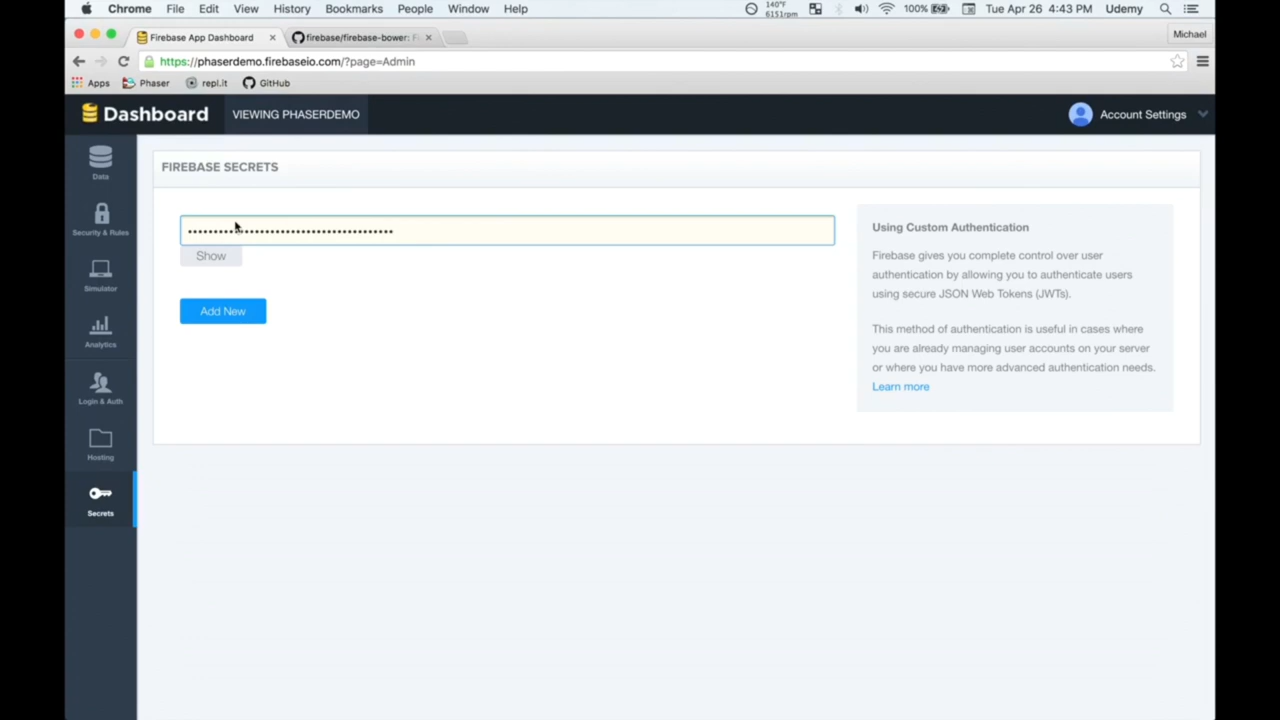 Chrome File Edit View History Bookmarks People Window Help 140°F 6151rpm 100% Tue Apr 26 4:43 PM Udemy
Firebase App Dashboard firebase/firebase-bower: Michael
https://phaserdemo.firebaseio.com/?page=Admin
Apps Phaser repl.it GitHub
Dashboard VIEWING PHASERDEMO Account Settings
Data
Security & Rules
Simulator
Analytics
Login & Auth
Hosting
Secrets
FIREBASE SECRETS
Show
Add New
Using Custom Authentication
Firebase gives you complete control over user
authentication by allowing you to authenticate users
using secure JSON Web Tokens (JWTs).
This method of authentication is useful in cases where
you are already managing user accounts on your server
or where you have more advanced authentication needs.
Learn more